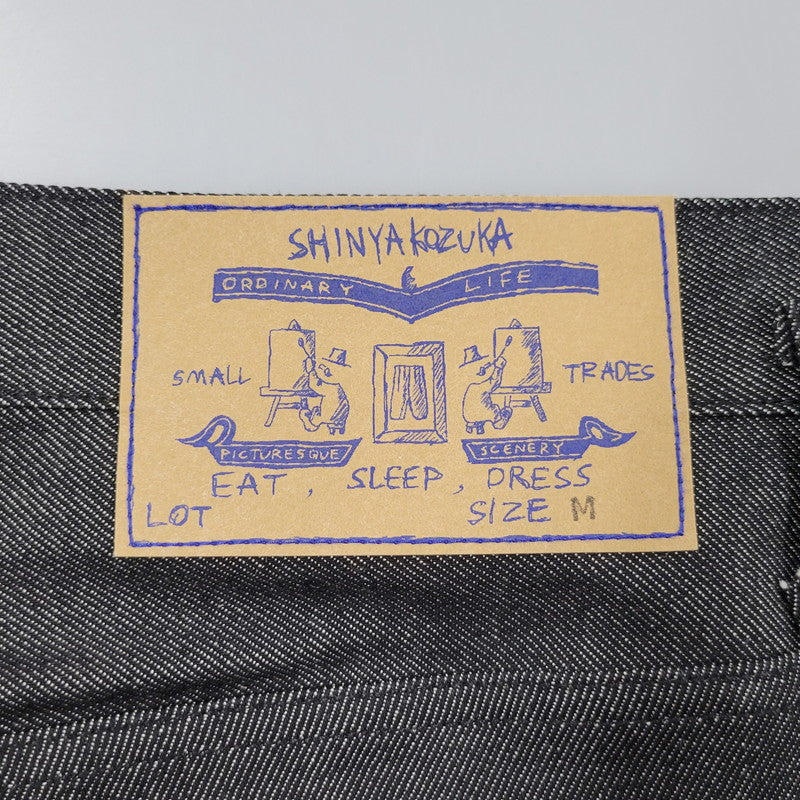 SHINYAKOZUKA
ORDINARY LIFE
SMALL TRADES
PICTURESQUE SCENERY
EAT, SLEEP, DRESS
LOT SIZE M